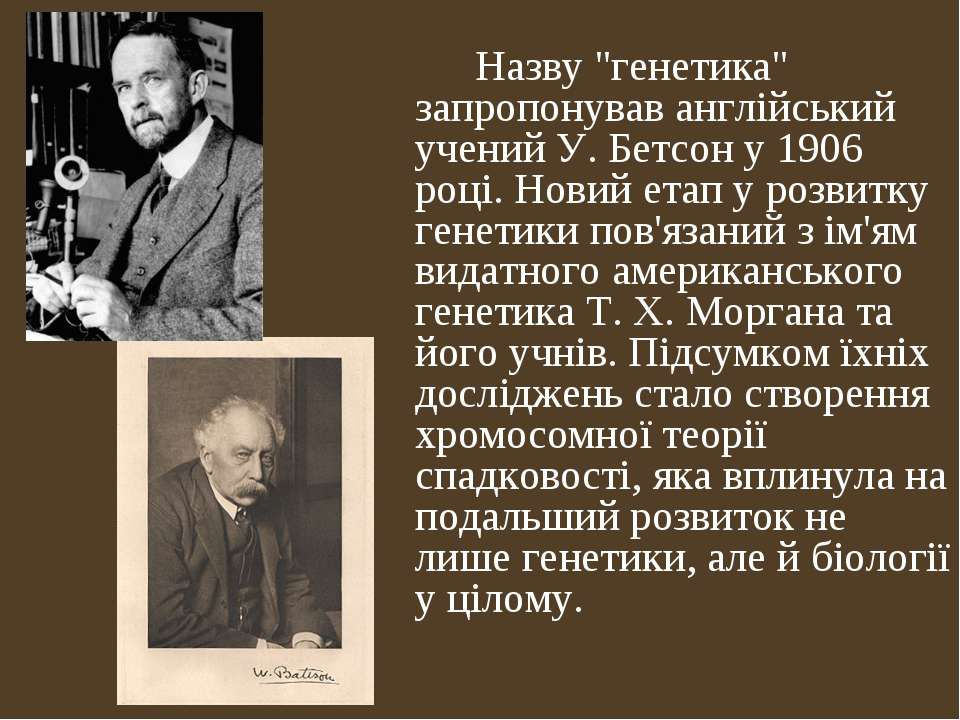 Назву "генетика"
запропонував англійський
учений У. Бетсон у 1906
році. Новий етап у розвитку
генетики пов'язаний з ім'ям
видатного американського
генетика Т. Х. Моргана та
його учнів. Підсумком їхніх
досліджень стало створення
хромосомної теорії
спадковості, яка вплинула на
подальший розвиток не
лише генетики, але й біології
у цілому.
W. Bateson